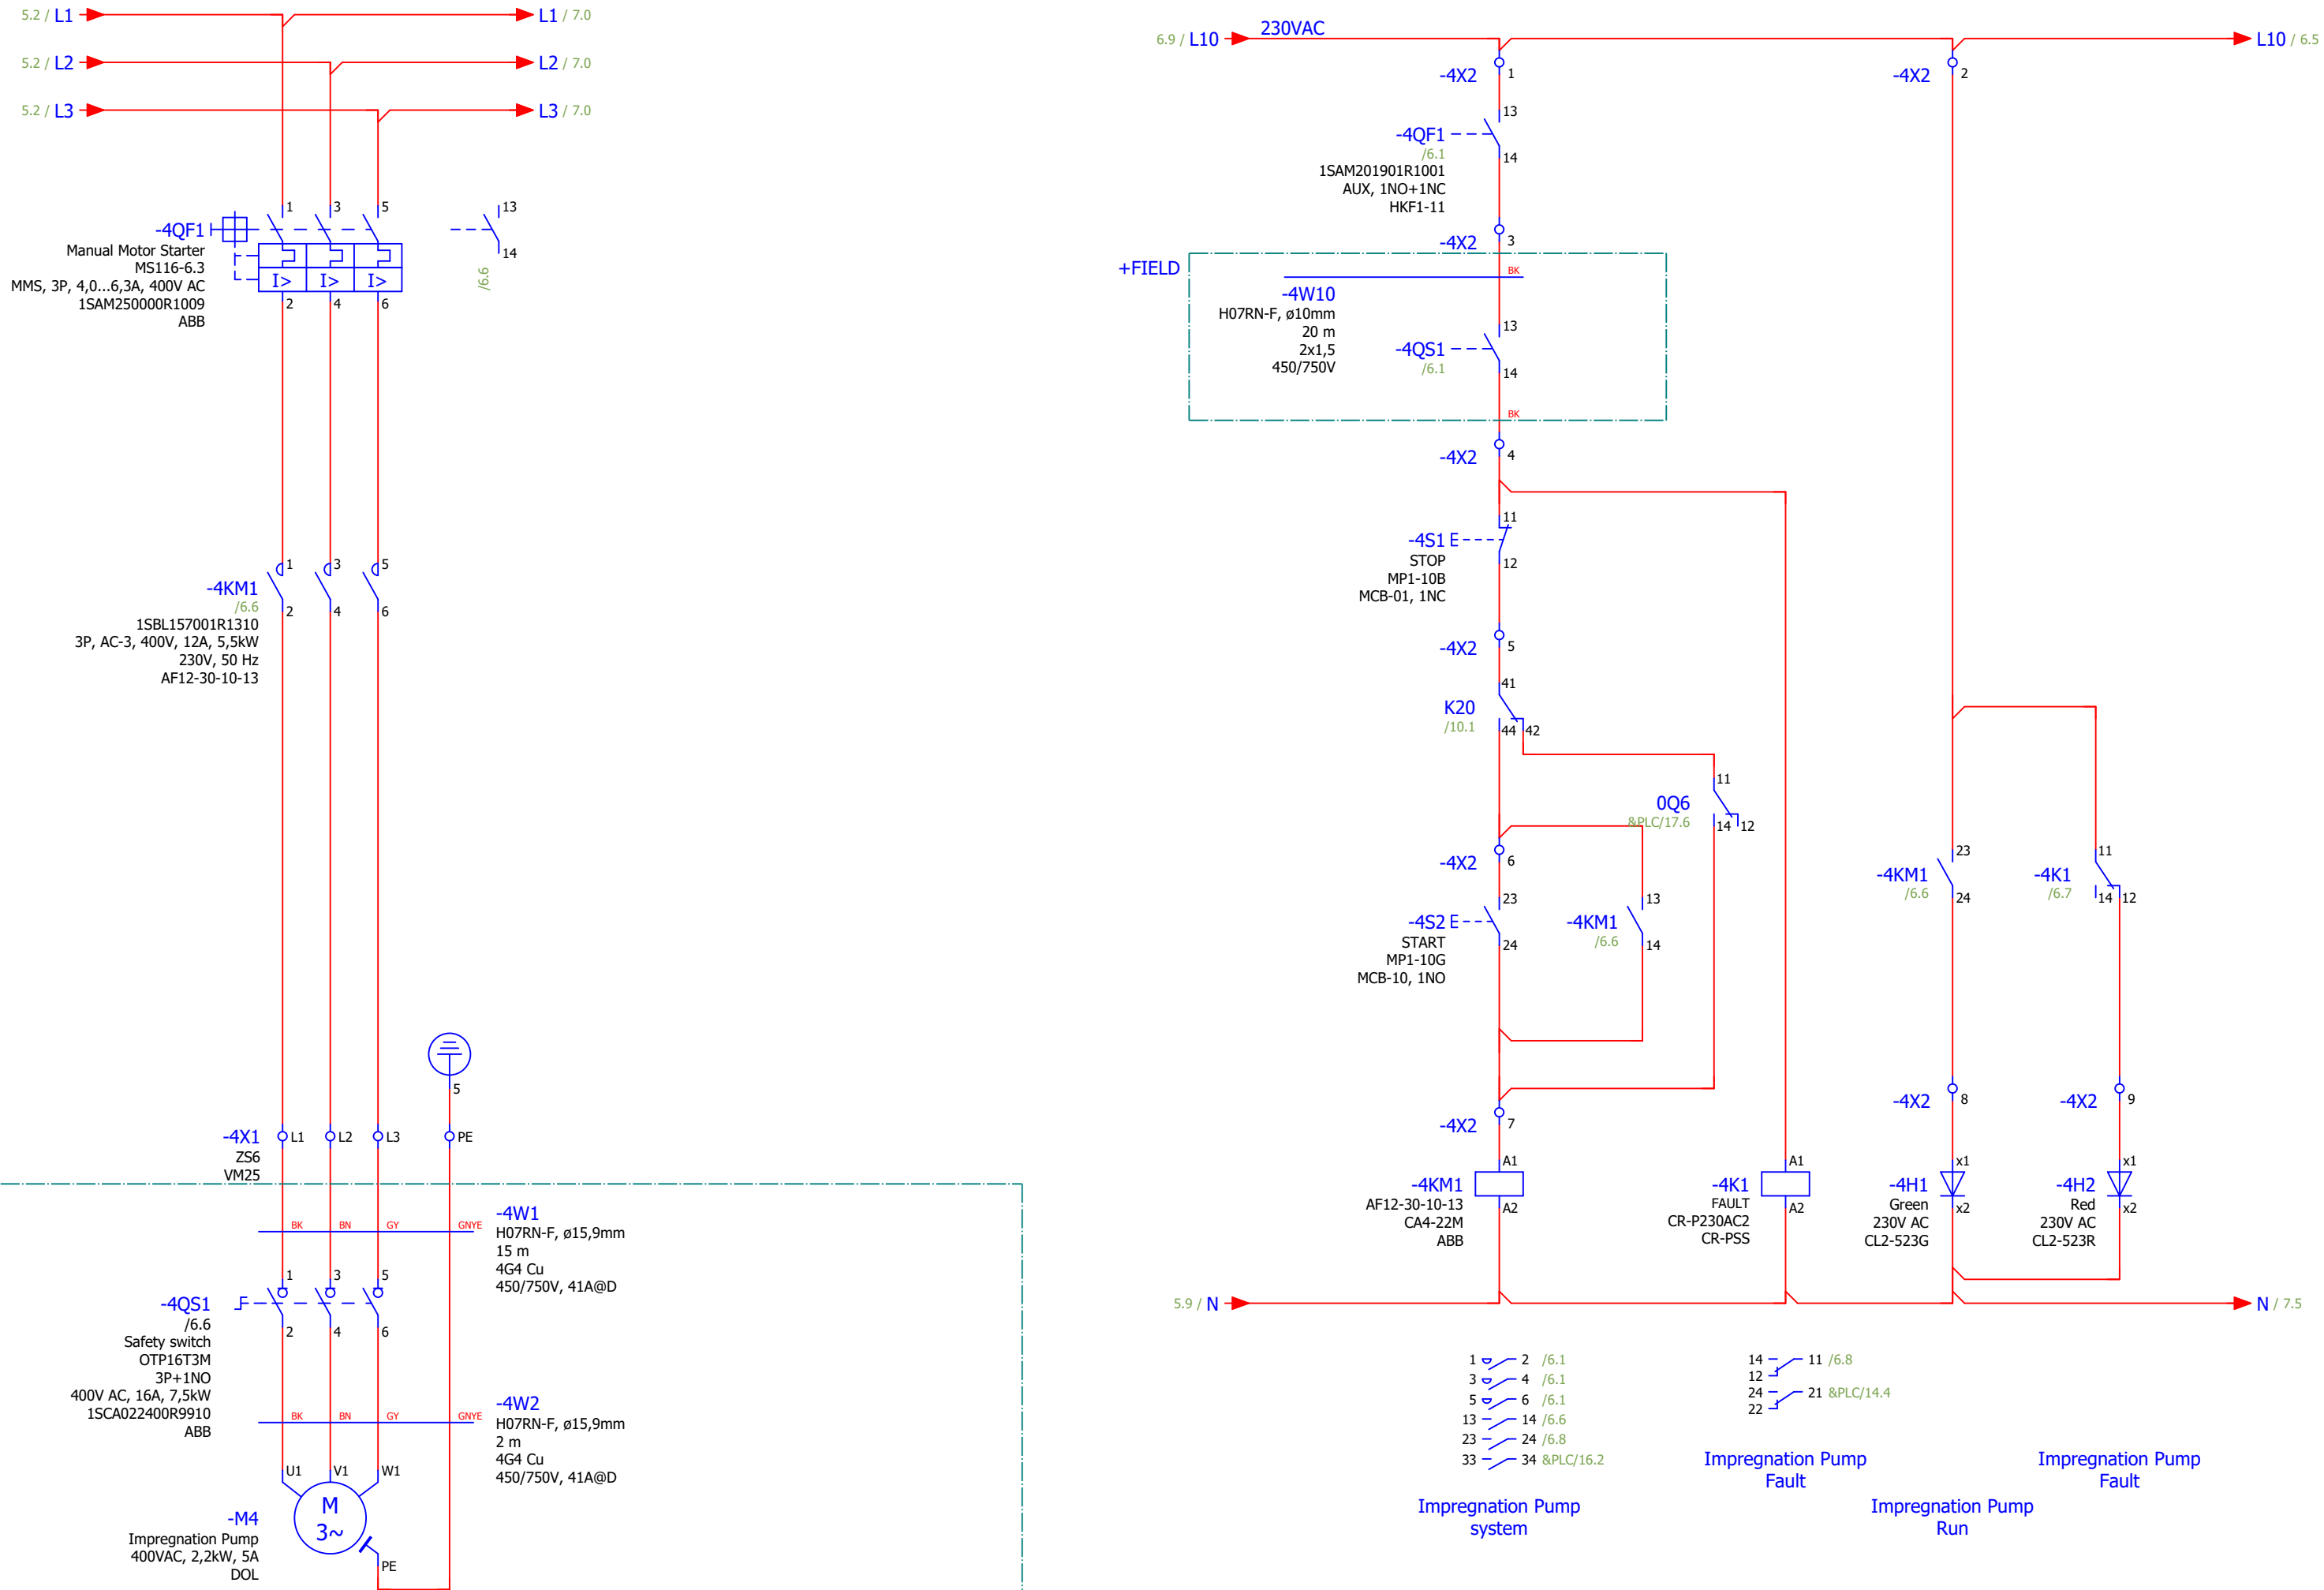 5.2 / L1
L1 / 7.0
5.2 / L2
L2 / 7.0
5.2 / L3
L3 / 7.0
-4QF1
Manual Motor Starter
MS116-6.3
MMS, 3P, 4,0...6,3A, 400V AC
1SAM250000R1009
ABB
1
3
5
I>
I>
I>
2
4
6
13
14
/6.6
-4KM1
/6.6
1SBL157001R1310
3P, AC-3, 400V, 12A, 5,5kW
230V, 50 Hz
AF12-30-10-13
1
3
5
2
4
6
5
-4X1
ZS6
VM25
L1
L2
L3
PE
BK
BN
GY
GNYE
-4W1
H07RN-F, ø15,9mm
15 m
4G4 Cu
450/750V, 41A@D
-4QS1
/6.6
Safety switch
OTP16T3M
3P+1NO
400V AC, 16A, 7,5kW
1SCA022400R9910
ABB
1
3
5
2
4
6
BK
BN
GY
GNYE
-4W2
H07RN-F, ø15,9mm
2 m
4G4 Cu
450/750V, 41A@D
U1
V1
W1
M
3~
PE
-M4
Impregnation Pump
400VAC, 2,2kW, 5A
DOL
6.9 / L10
230VAC
L10 / 6.5
-4X2
1
-4X2
2
-4QF1
/6.1
1SAM201901R1001
AUX, 1NO+1NC
HKF1-11
13
14
-4X2
3
+FIELD
BK
-4W10
H07RN-F, ø10mm
20 m
2x1,5
450/750V
-4QS1
/6.1
13
14
BK
-4X2
4
-4S1
STOP
MP1-10B
MCB-01, 1NC
E
11
12
-4X2
5
K20
/10.1
41
44
42
0Q6
&PLC/17.6
11
14
12
-4X2
6
-4S2
START
MP1-10G
MCB-10, 1NO
E
23
24
-4KM1
/6.6
13
14
-4KM1
/6.6
23
24
-4K1
/6.7
11
14
12
-4X2
7
-4X2
8
-4X2
9
-4KM1
AF12-30-10-13
CA4-22M
ABB
A1
A2
-4K1
FAULT
CR-P230AC2
CR-PSS
A1
A2
-4H1
Green
230V AC
CL2-523G
x1
x2
-4H2
Red
230V AC
CL2-523R
x1
x2
5.9 / N
N / 7.5
1 2 /6.1
3 4 /6.1
5 6 /6.1
13 14 /6.6
23 24 /6.8
33 34 &PLC/16.2
14 11 /6.8
12
24 21 &PLC/14.4
22
Impregnation Pump
system
Impregnation Pump
Fault
Impregnation Pump
Run
Impregnation Pump
Fault